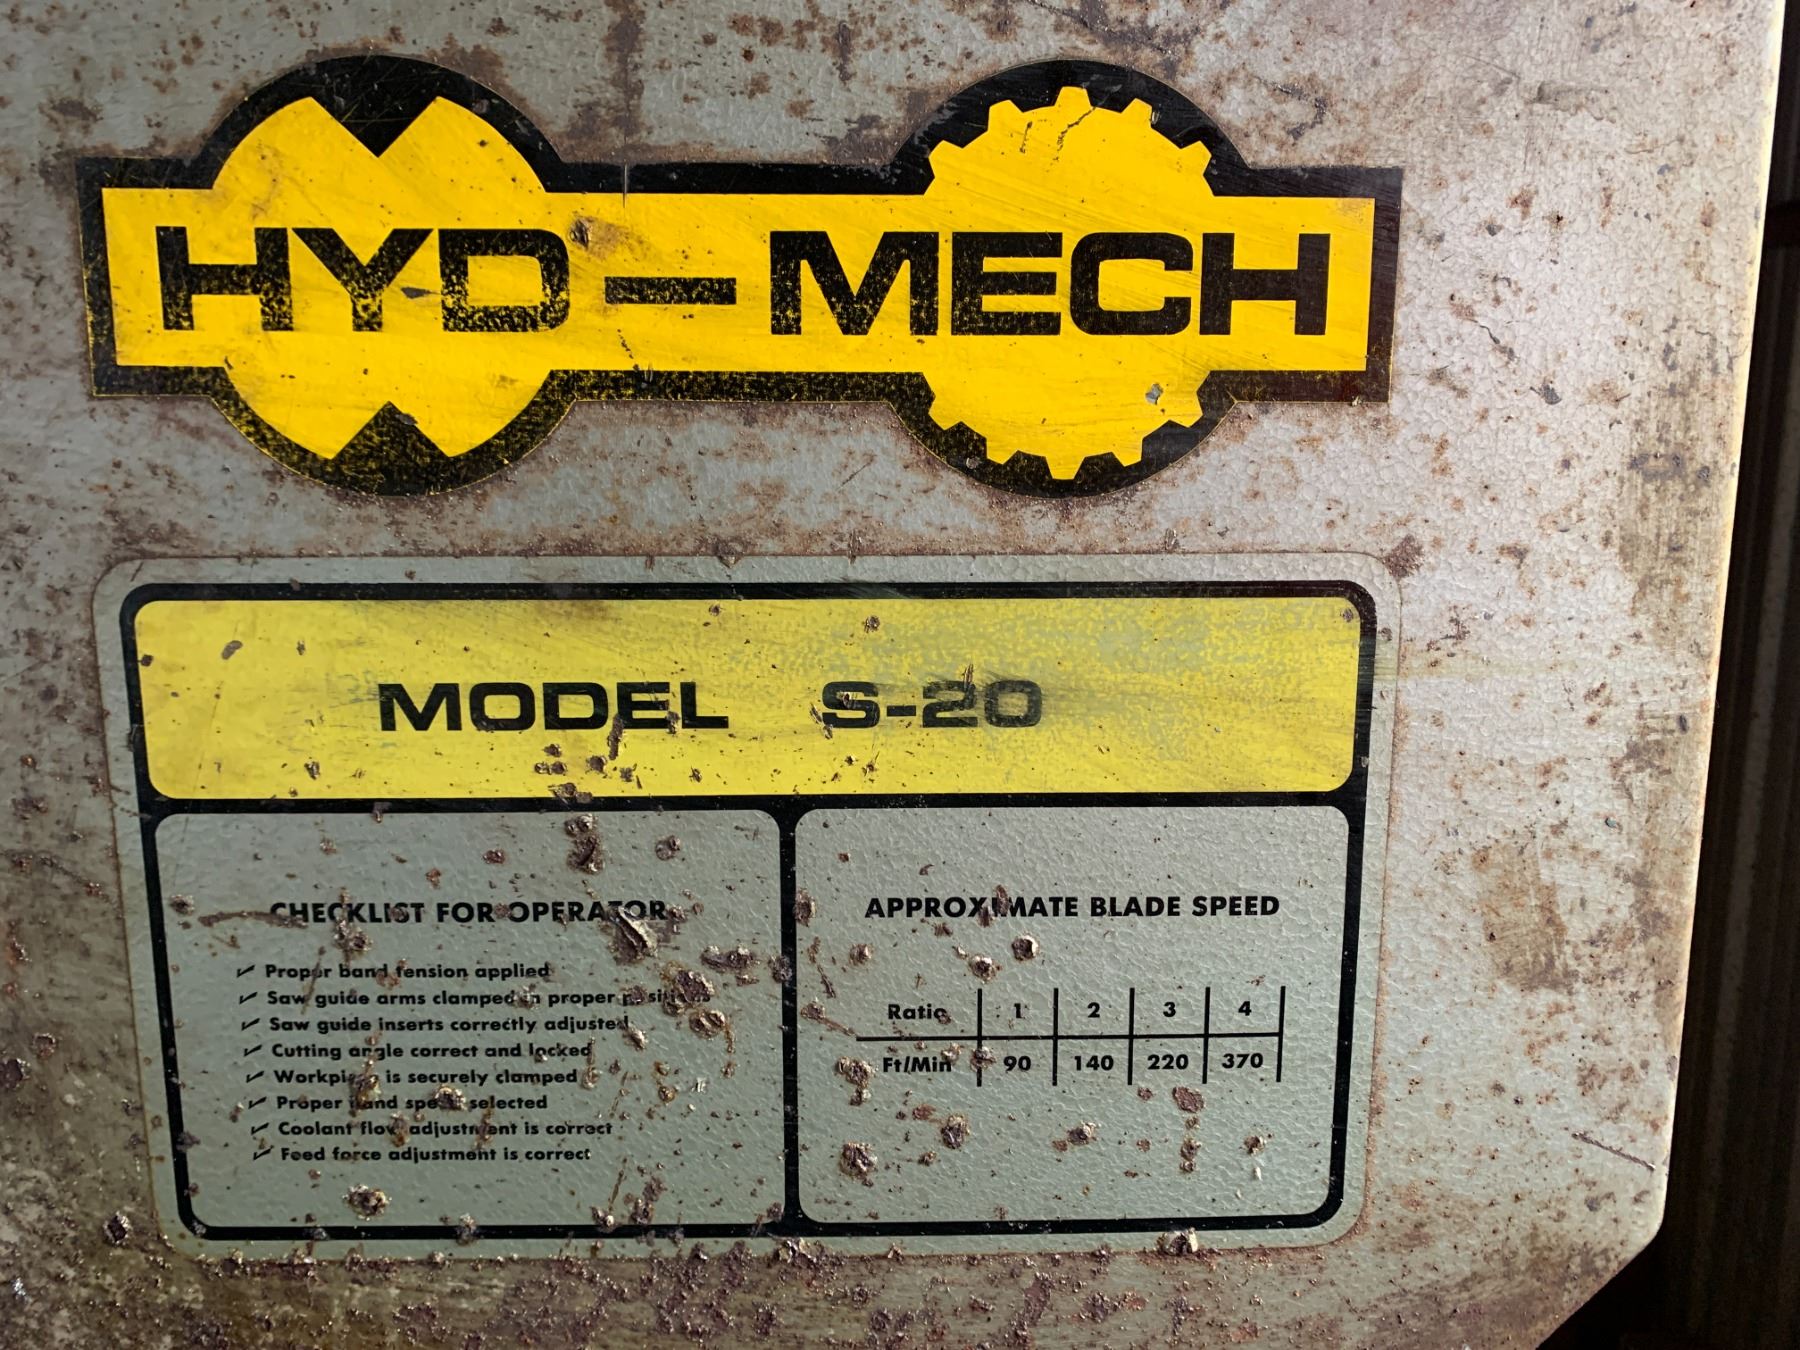 HYD-MECH
MODEL S-20
CHECKLIST FOR OPERATOR
✓ Proper band tension applied
✓ Saw guide arms clamped in proper positions
✓ Saw guide inserts correctly adjusted
✓ Cutting angle correct and locked
✓ Workpiece is securely clamped
✓ Proper band speed selected
✓ Coolant flow adjustment is correct
✓ Feed force adjustment is correct
APPROXIMATE BLADE SPEED
Ratio 1 2 3 4
Ft/Min 90 140 220 370